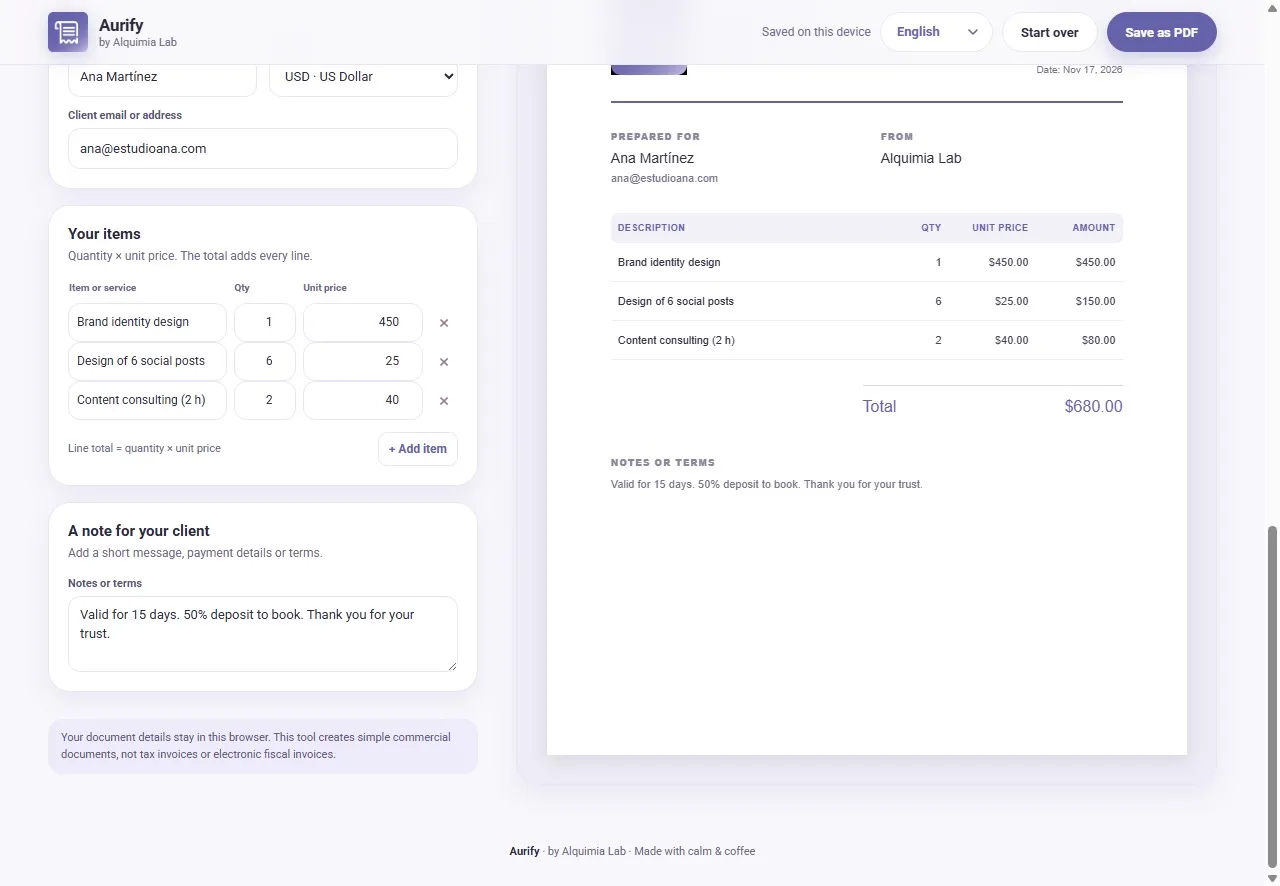 Aurify
by Alquimia Lab
Saved on this device
English
Start over
Save as PDF
Ana Martínez
USD · US Dollar
Client email or address
ana@estudioana.com
Your items
Quantity × unit price. The total adds every line.
Item or service Qty Unit price
Brand identity design 1 450 ×
Design of 6 social posts 6 25 ×
Content consulting (2 h) 2 40 ×
Line total = quantity × unit price
+ Add item
A note for your client
Add a short message, payment details or terms.
Notes or terms
Valid for 15 days. 50% deposit to book. Thank you for your
trust.
Your document details stay in this browser. This tool creates simple commercial
documents, not tax invoices or electronic fiscal invoices.
Date: Nov 17, 2026
PREPARED FOR FROM
Ana Martínez Alquimia Lab
ana@estudioana.com
DESCRIPTION QTY UNIT PRICE AMOUNT
Brand identity design 1 $450.00 $450.00
Design of 6 social posts 6 $25.00 $150.00
Content consulting (2 h) 2 $40.00 $80.00
Total $680.00
NOTES OR TERMS
Valid for 15 days. 50% deposit to book. Thank you for your trust.
Aurify · by Alquimia Lab · Made with calm & coffee